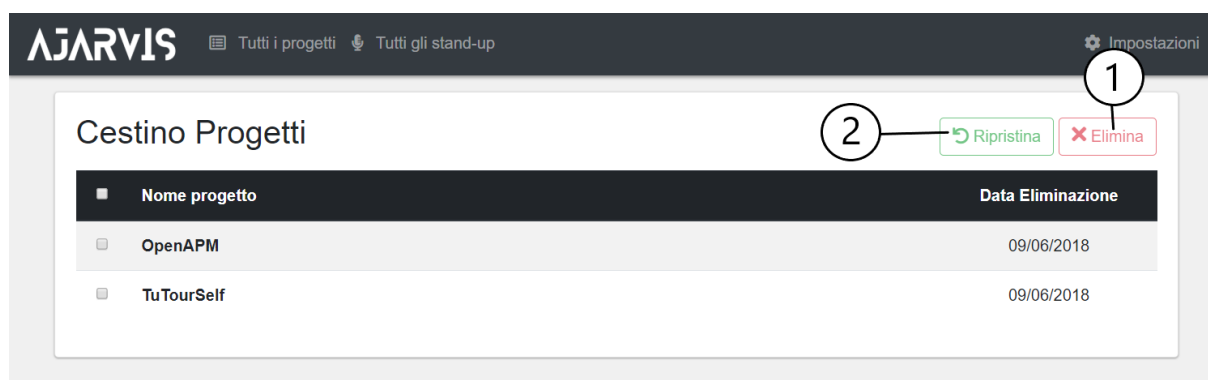 AJARVIS Tutti i progetti Tutti gli stand-up Impostazioni
1
Cestino Progetti 2 Ripristina Elimina
Nome progetto Data Eliminazione
OpenAPM 09/06/2018
TuTourSelf 09/06/2018